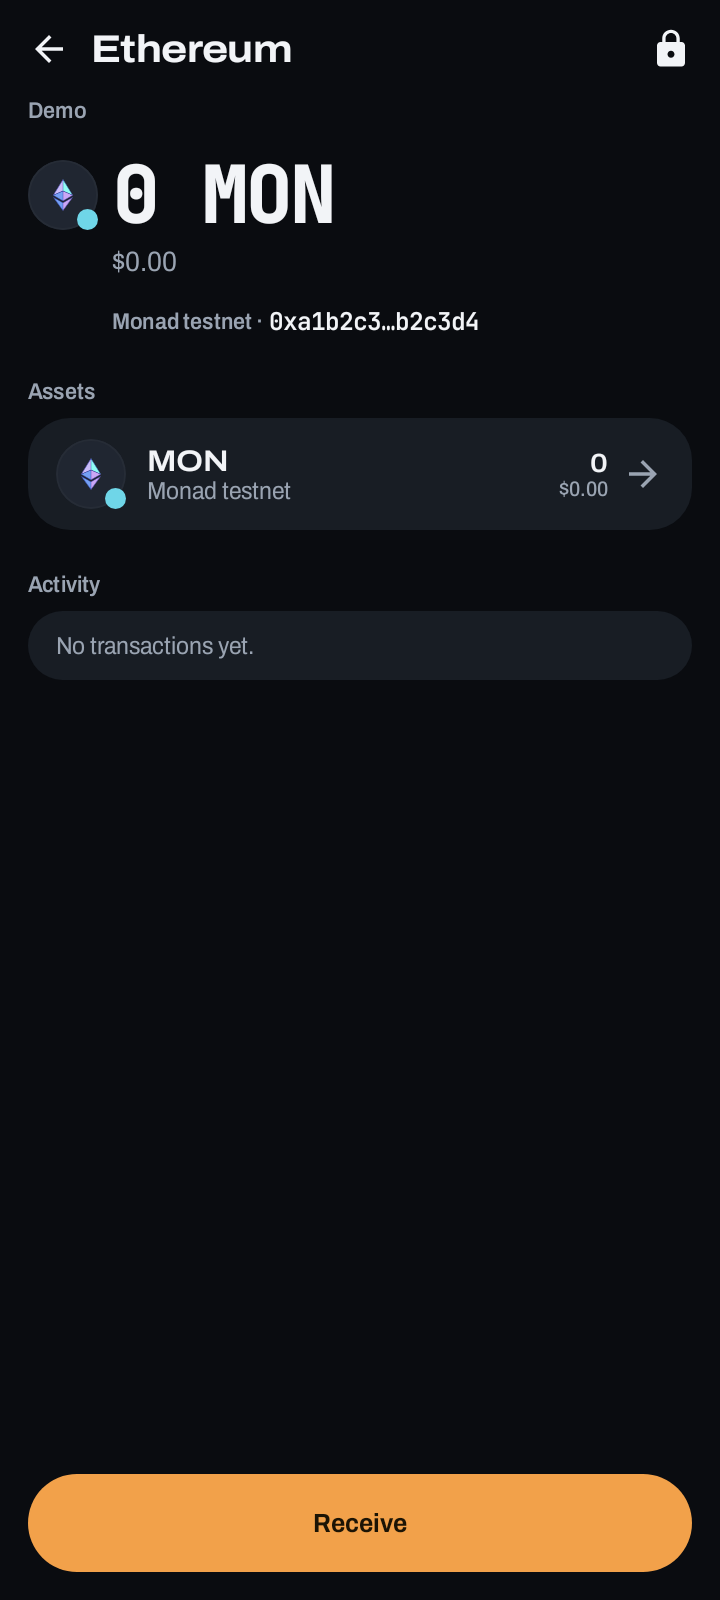 Ethereum
Demo
0 MON
$0.00
Monad testnet · 0xa1b2c3…b2c3d4
Assets
MON
Monad testnet
0
$0.00
Activity
No transactions yet.
Receive